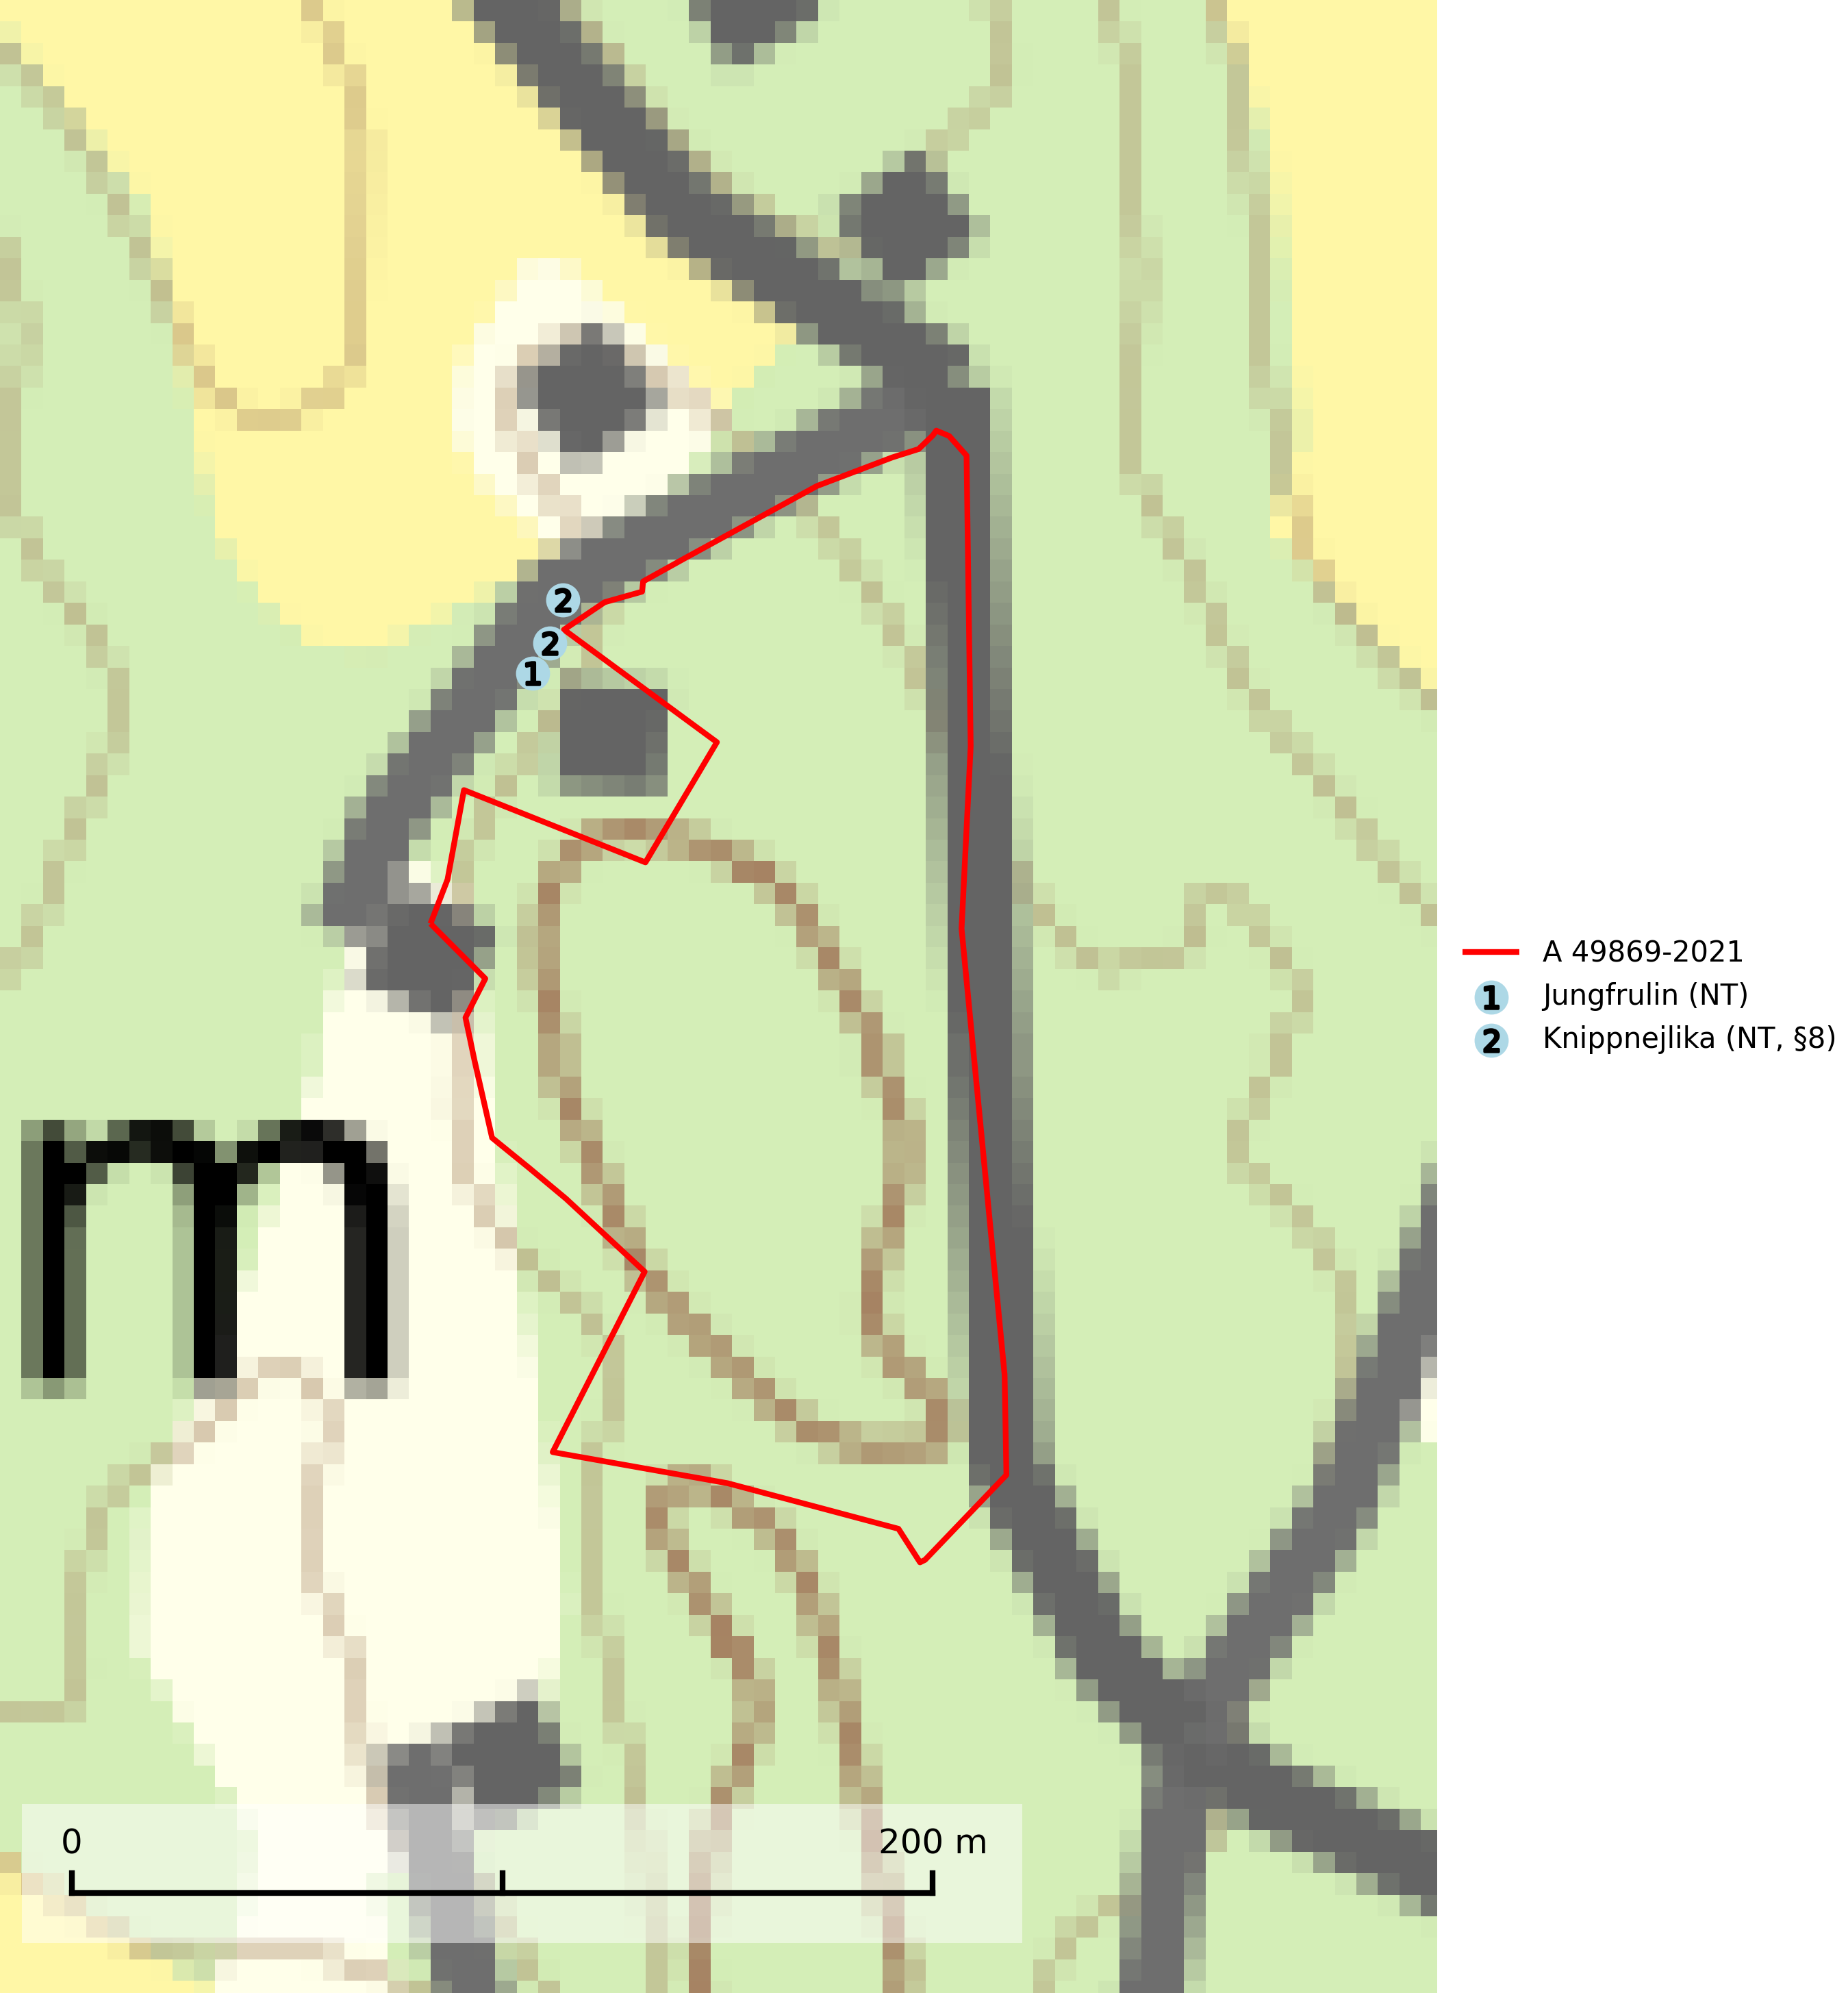 2
2
1
m
A 49869-2021
1 Jungfrulin (NT)
2 Knippnejlika (NT, §8)
0 200 m